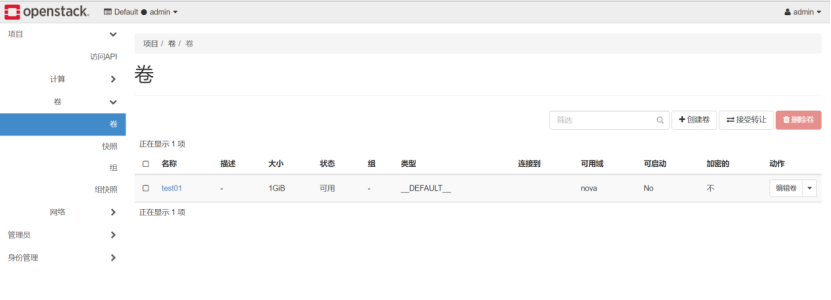 openstack. Default ● admin admin
项目
访问API
计算
卷
卷
快照
组
组快照
网络
管理员
身份管理
项目 / 卷 / 卷
卷
筛选 创建卷 接受转让 删除卷
正在显示 1 项
名称 描述 大小 状态 组 类型 连接到 可用域 可启动 加密的 动作
test01 - 1GiB 可用 - __DEFAULT__ nova No 不 编辑卷
正在显示 1 项